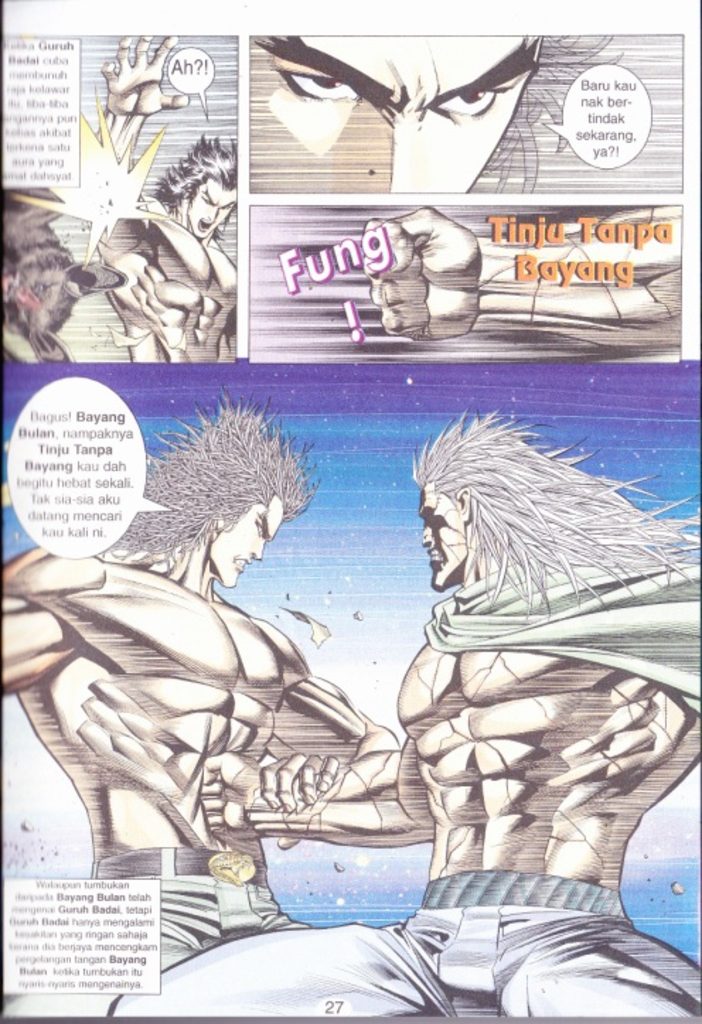 Ketika Guruh
Badai cuba
membunuh
raja kelawar
itu, tiba-tiba
tangannya pun
kebas akibat
terkena satu
aura yang
amat dahsyat.
Ah?!
Baru kau
nak ber-
tindak
sekarang,
ya?!
Fung
!
Tinju Tanpa
Bayang
Bagus! Bayang
Bulan, nampaknya
Tinju Tanpa
Bayang kau dah
begitu hebat sekali.
Tak sia-sia aku
datang mencari
kau kali ni.
Walaupun tumbukan
daripada Bayang Bulan telah
mengenai Guruh Badai, tetapi
Guruh Badai hanya mengalami
kesakitan yang ringan sahaja
kerana dia berjaya mencengkam
pergelangan tangan Bayang
Bulan ketika tumbukan itu
nyaris-nyaris mengenainya.
27